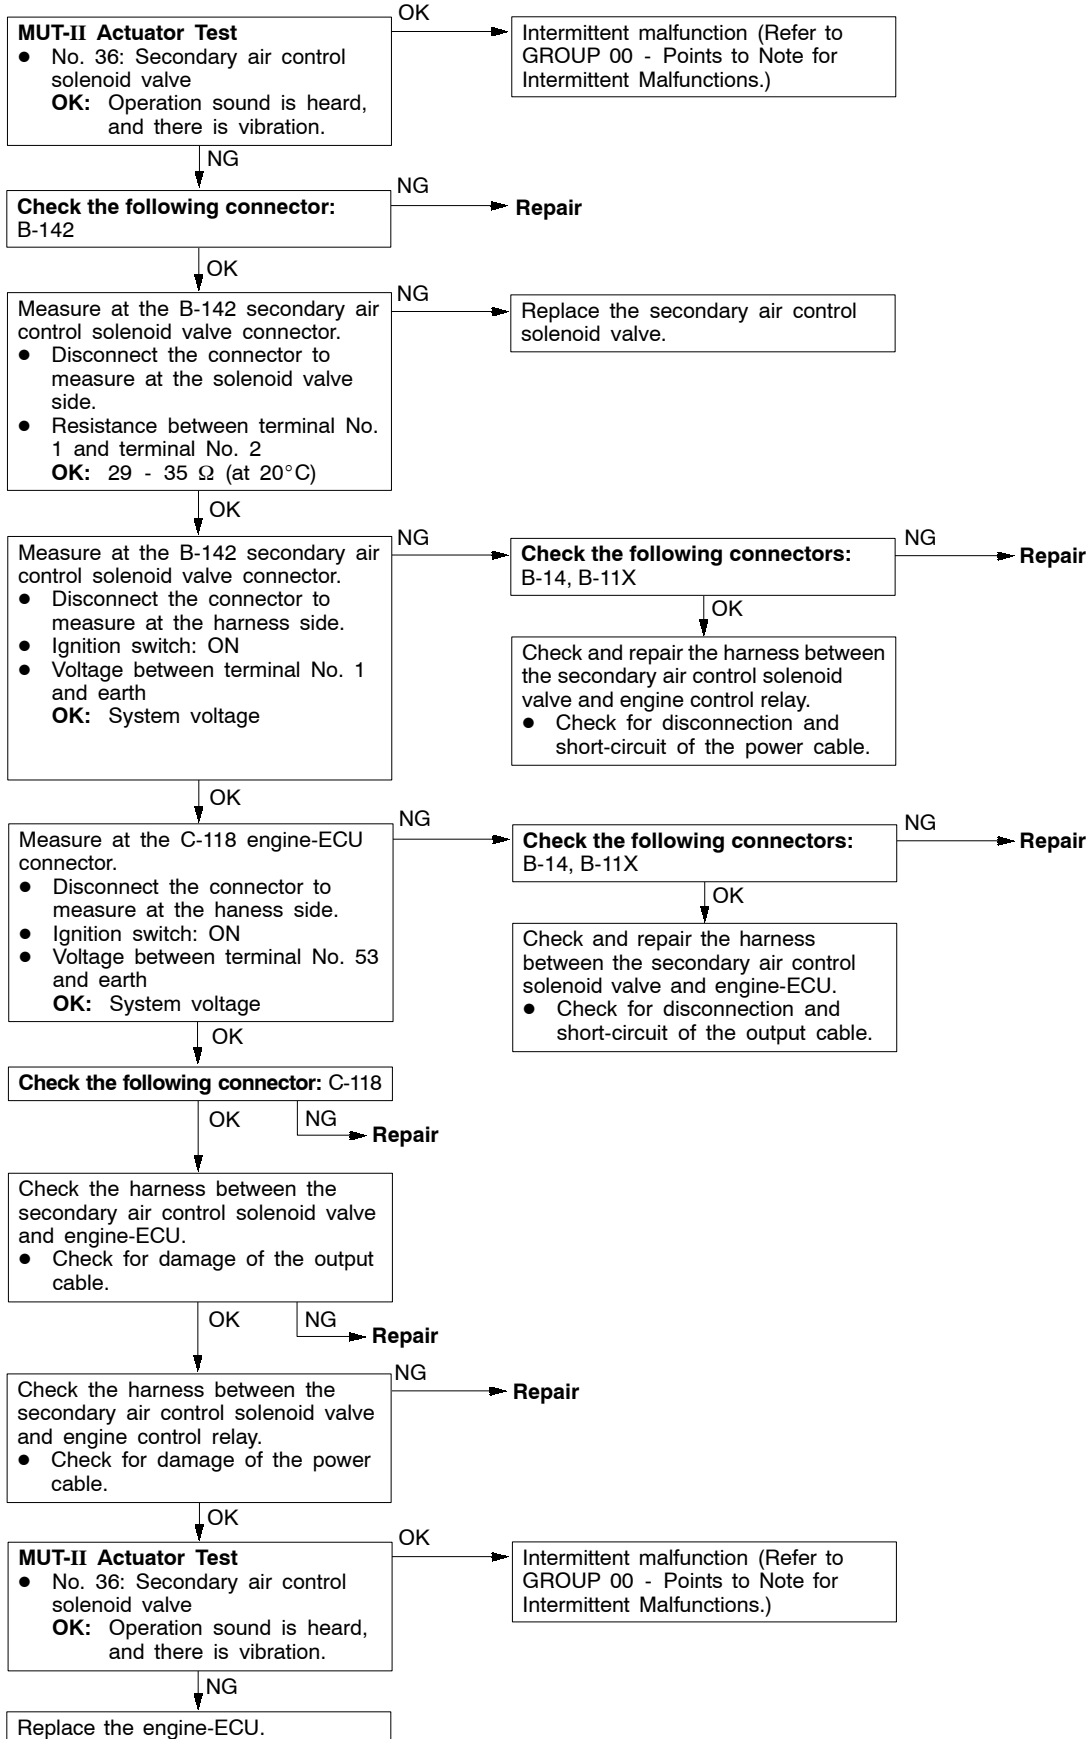 MUT-II Actuator Test
● No. 36: Secondary air control
solenoid valve
OK: Operation sound is heard,
and there is vibration.
OK
Intermittent malfunction (Refer to
GROUP 00 - Points to Note for
Intermittent Malfunctions.)
NG
Check the following connector:
B-142
NG
Repair
OK
Measure at the B-142 secondary air
control solenoid valve connector.
● Disconnect the connector to
measure at the solenoid valve
side.
● Resistance between terminal No.
1 and terminal No. 2
OK: 29 - 35 Ω (at 20°C)
NG
Replace the secondary air control
solenoid valve.
OK
Measure at the B-142 secondary air
control solenoid valve connector.
● Disconnect the connector to
measure at the harness side.
● Ignition switch: ON
● Voltage between terminal No. 1
and earth
OK: System voltage
NG
Check the following connectors:
B-14, B-11X
NG
Repair
OK
Check and repair the harness between
the secondary air control solenoid
valve and engine control relay.
● Check for disconnection and
short-circuit of the power cable.
OK
Measure at the C-118 engine-ECU
connector.
● Disconnect the connector to
measure at the haness side.
● Ignition switch: ON
● Voltage between terminal No. 53
and earth
OK: System voltage
NG
Check the following connectors:
B-14, B-11X
NG
Repair
OK
Check and repair the harness
between the secondary air control
solenoid valve and engine-ECU.
● Check for disconnection and
short-circuit of the output cable.
OK
Check the following connector: C-118
OK
NG
Repair
Check the harness between the
secondary air control solenoid valve
and engine-ECU.
● Check for damage of the output
cable.
OK
NG
Repair
Check the harness between the
secondary air control solenoid valve
and engine control relay.
● Check for damage of the power
cable.
NG
Repair
OK
MUT-II Actuator Test
● No. 36: Secondary air control
solenoid valve
OK: Operation sound is heard,
and there is vibration.
OK
Intermittent malfunction (Refer to
GROUP 00 - Points to Note for
Intermittent Malfunctions.)
NG
Replace the engine-ECU.